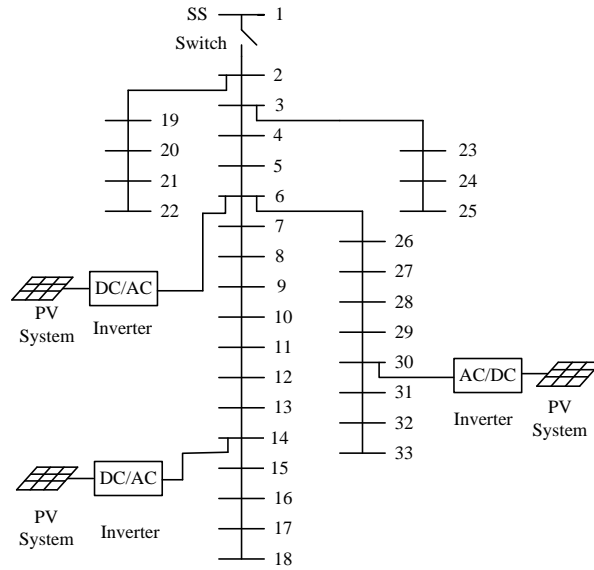 SS 1
Switch
2
3
19
4
20
23
5
21
24
6
22
25
7
26
8
27
DC/AC
9
28
PV
System
Inverter
10
29
11
30
AC/DC
12
31
13
32
Inverter
PV
System
14
33
15
DC/AC
16
PV
System
Inverter
17
18